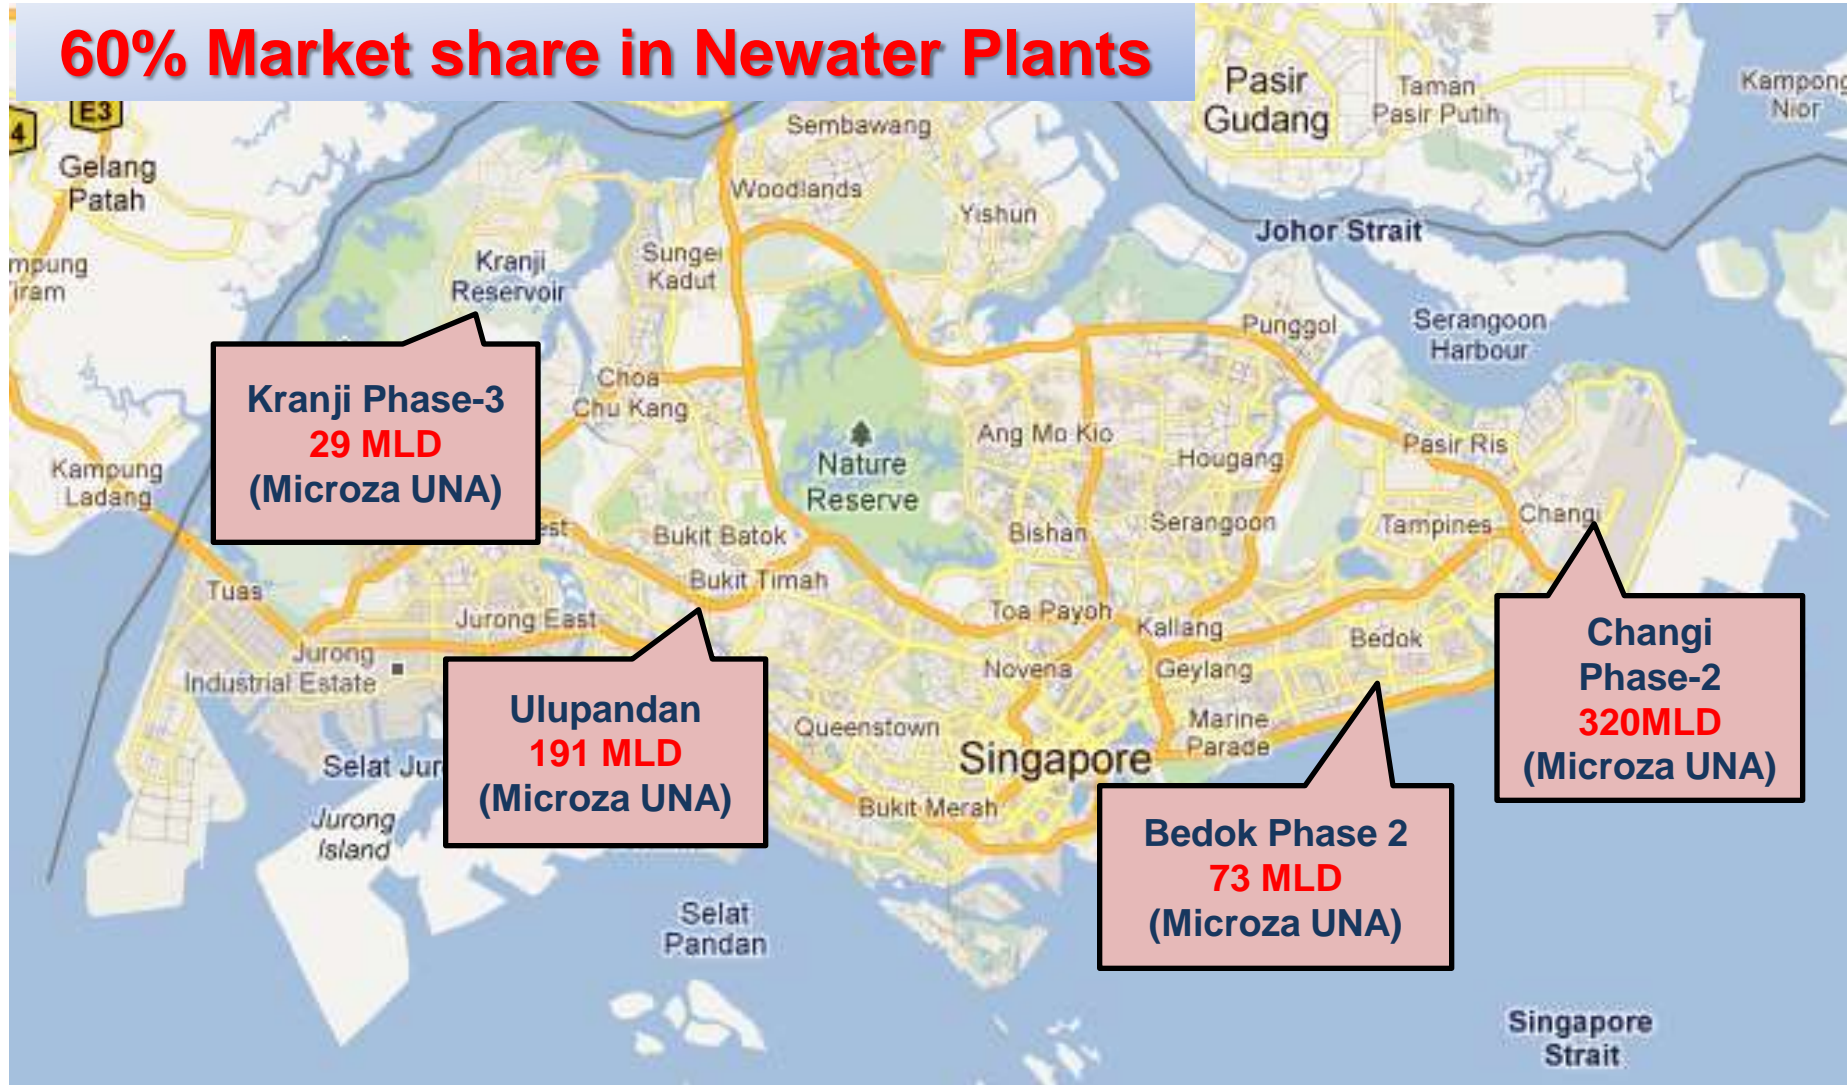 60% Market share in Newater Plants
E3
4
Gelang
Patah
Sembawang
Woodlands
Yishun
Pasir
Gudang
Taman
Pasir Putih
Kampong
Nior
Johor Strait
Kranji
Reservoir
Sungei
Kadut
Punggol
Serangoon
Harbour
Kranji Phase-3
29 MLD
(Microza UNA)
Choa
Chu Kang
Nature
Reserve
Ang Mo Kio
Hougang
Pasir Ris
Kampung
Ladang
Bukit Batok
Bishan
Serangoon
Tampines
Changi
Bukit Timah
Tuas
Jurong East
Toa Payoh
Kallang
Bedok
Jurong
Industrial Estate
Novena
Geylang
Changi
Phase-2
320MLD
(Microza UNA)
Ulupandan
191 MLD
(Microza UNA)
Queenstown
Marine
Parade
Singapore
Selat Jur
Bukit Merah
Jurong
Island
Bedok Phase 2
73 MLD
(Microza UNA)
Selat
Pandan
Singapore
Strait